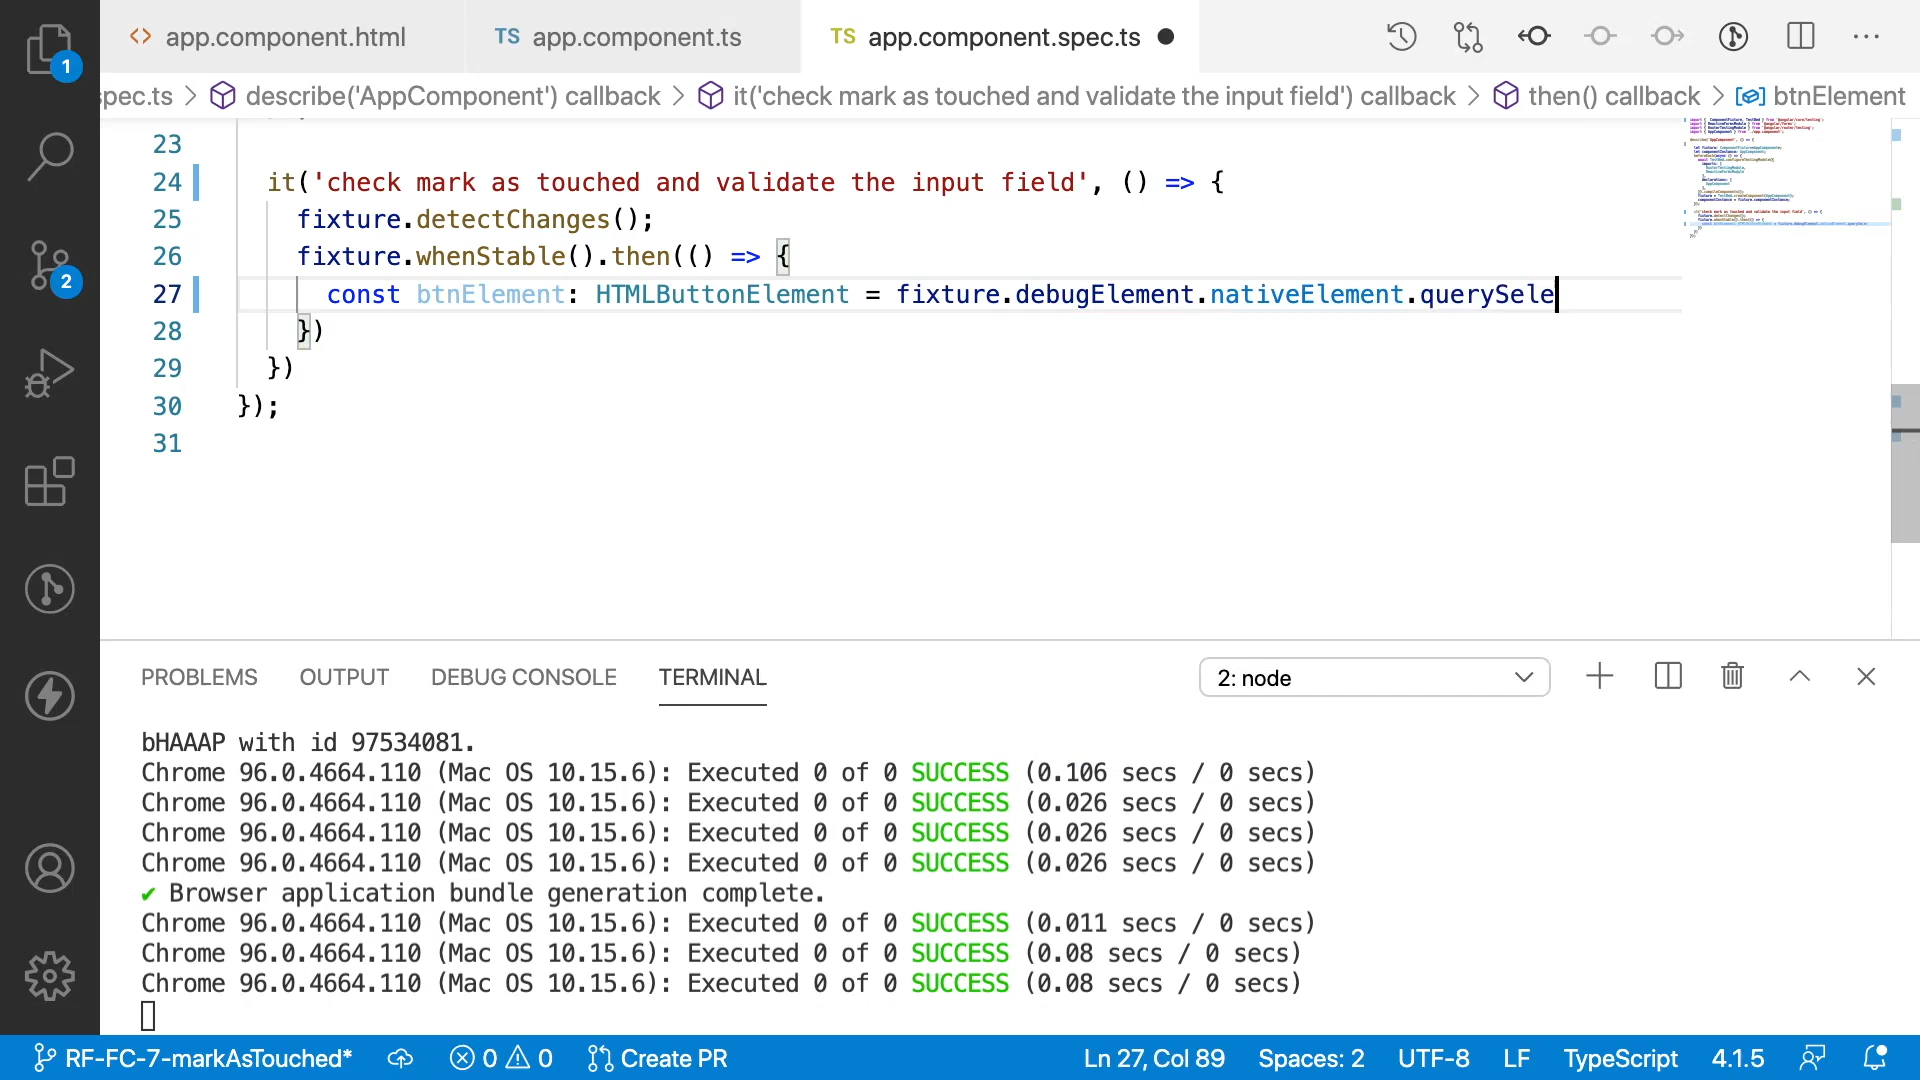 <> app.component.html
TS app.component.ts
TS app.component.spec.ts
spec.ts > describe('AppComponent') callback > it('check mark as touched and validate the input field') callback > then() callback > btnElement
23
24 it('check mark as touched and validate the input field', () => {
25 fixture.detectChanges();
26 fixture.whenStable().then(() => {
27 const btnElement: HTMLButtonElement = fixture.debugElement.nativeElement.querySele
28 })
29 })
30 });
31
1
2
PROBLEMS OUTPUT DEBUG CONSOLE TERMINAL
2: node
bHAAAP with id 97534081.
Chrome 96.0.4664.110 (Mac OS 10.15.6): Executed 0 of 0 SUCCESS (0.106 secs / 0 secs)
Chrome 96.0.4664.110 (Mac OS 10.15.6): Executed 0 of 0 SUCCESS (0.026 secs / 0 secs)
Chrome 96.0.4664.110 (Mac OS 10.15.6): Executed 0 of 0 SUCCESS (0.026 secs / 0 secs)
Chrome 96.0.4664.110 (Mac OS 10.15.6): Executed 0 of 0 SUCCESS (0.026 secs / 0 secs)
✔ Browser application bundle generation complete.
Chrome 96.0.4664.110 (Mac OS 10.15.6): Executed 0 of 0 SUCCESS (0.011 secs / 0 secs)
Chrome 96.0.4664.110 (Mac OS 10.15.6): Executed 0 of 0 SUCCESS (0.08 secs / 0 secs)
Chrome 96.0.4664.110 (Mac OS 10.15.6): Executed 0 of 0 SUCCESS (0.08 secs / 0 secs)
RF-FC-7-markAsTouched* 0 0 Create PR Ln 27, Col 89 Spaces: 2 UTF-8 LF TypeScript 4.1.5